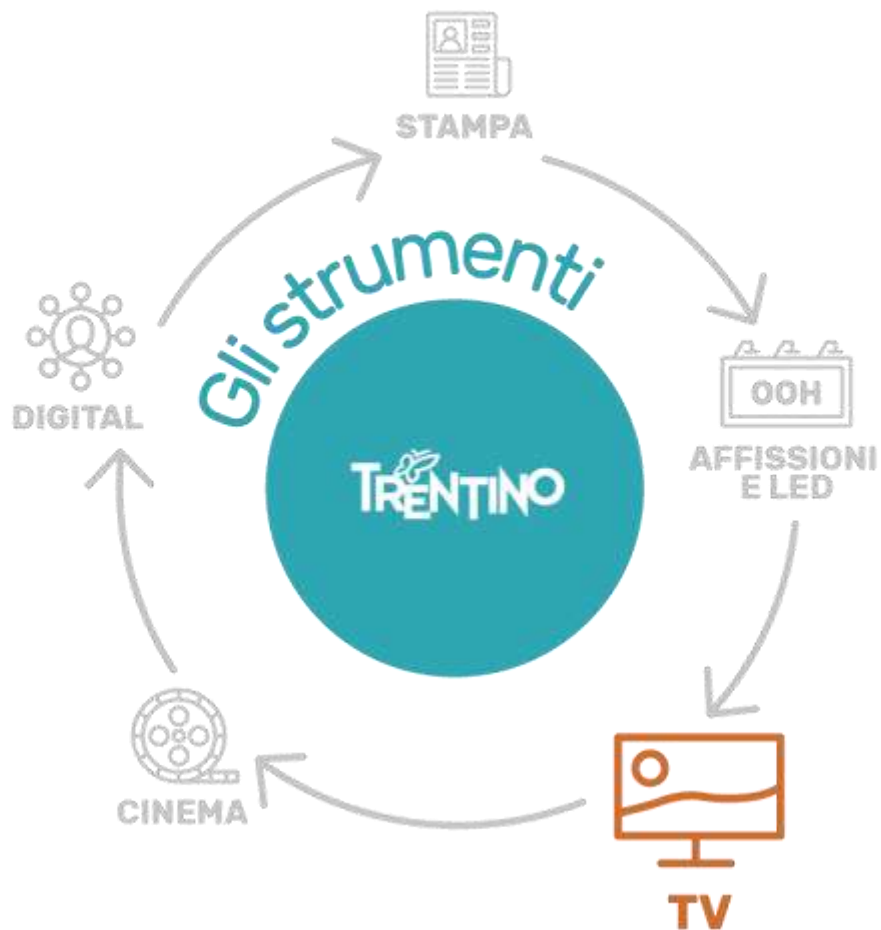 STAMPA
Gli strumenti
DIGITAL
OOH
AFFISSIONI
E LED
TRENTINO
CINEMA
TV